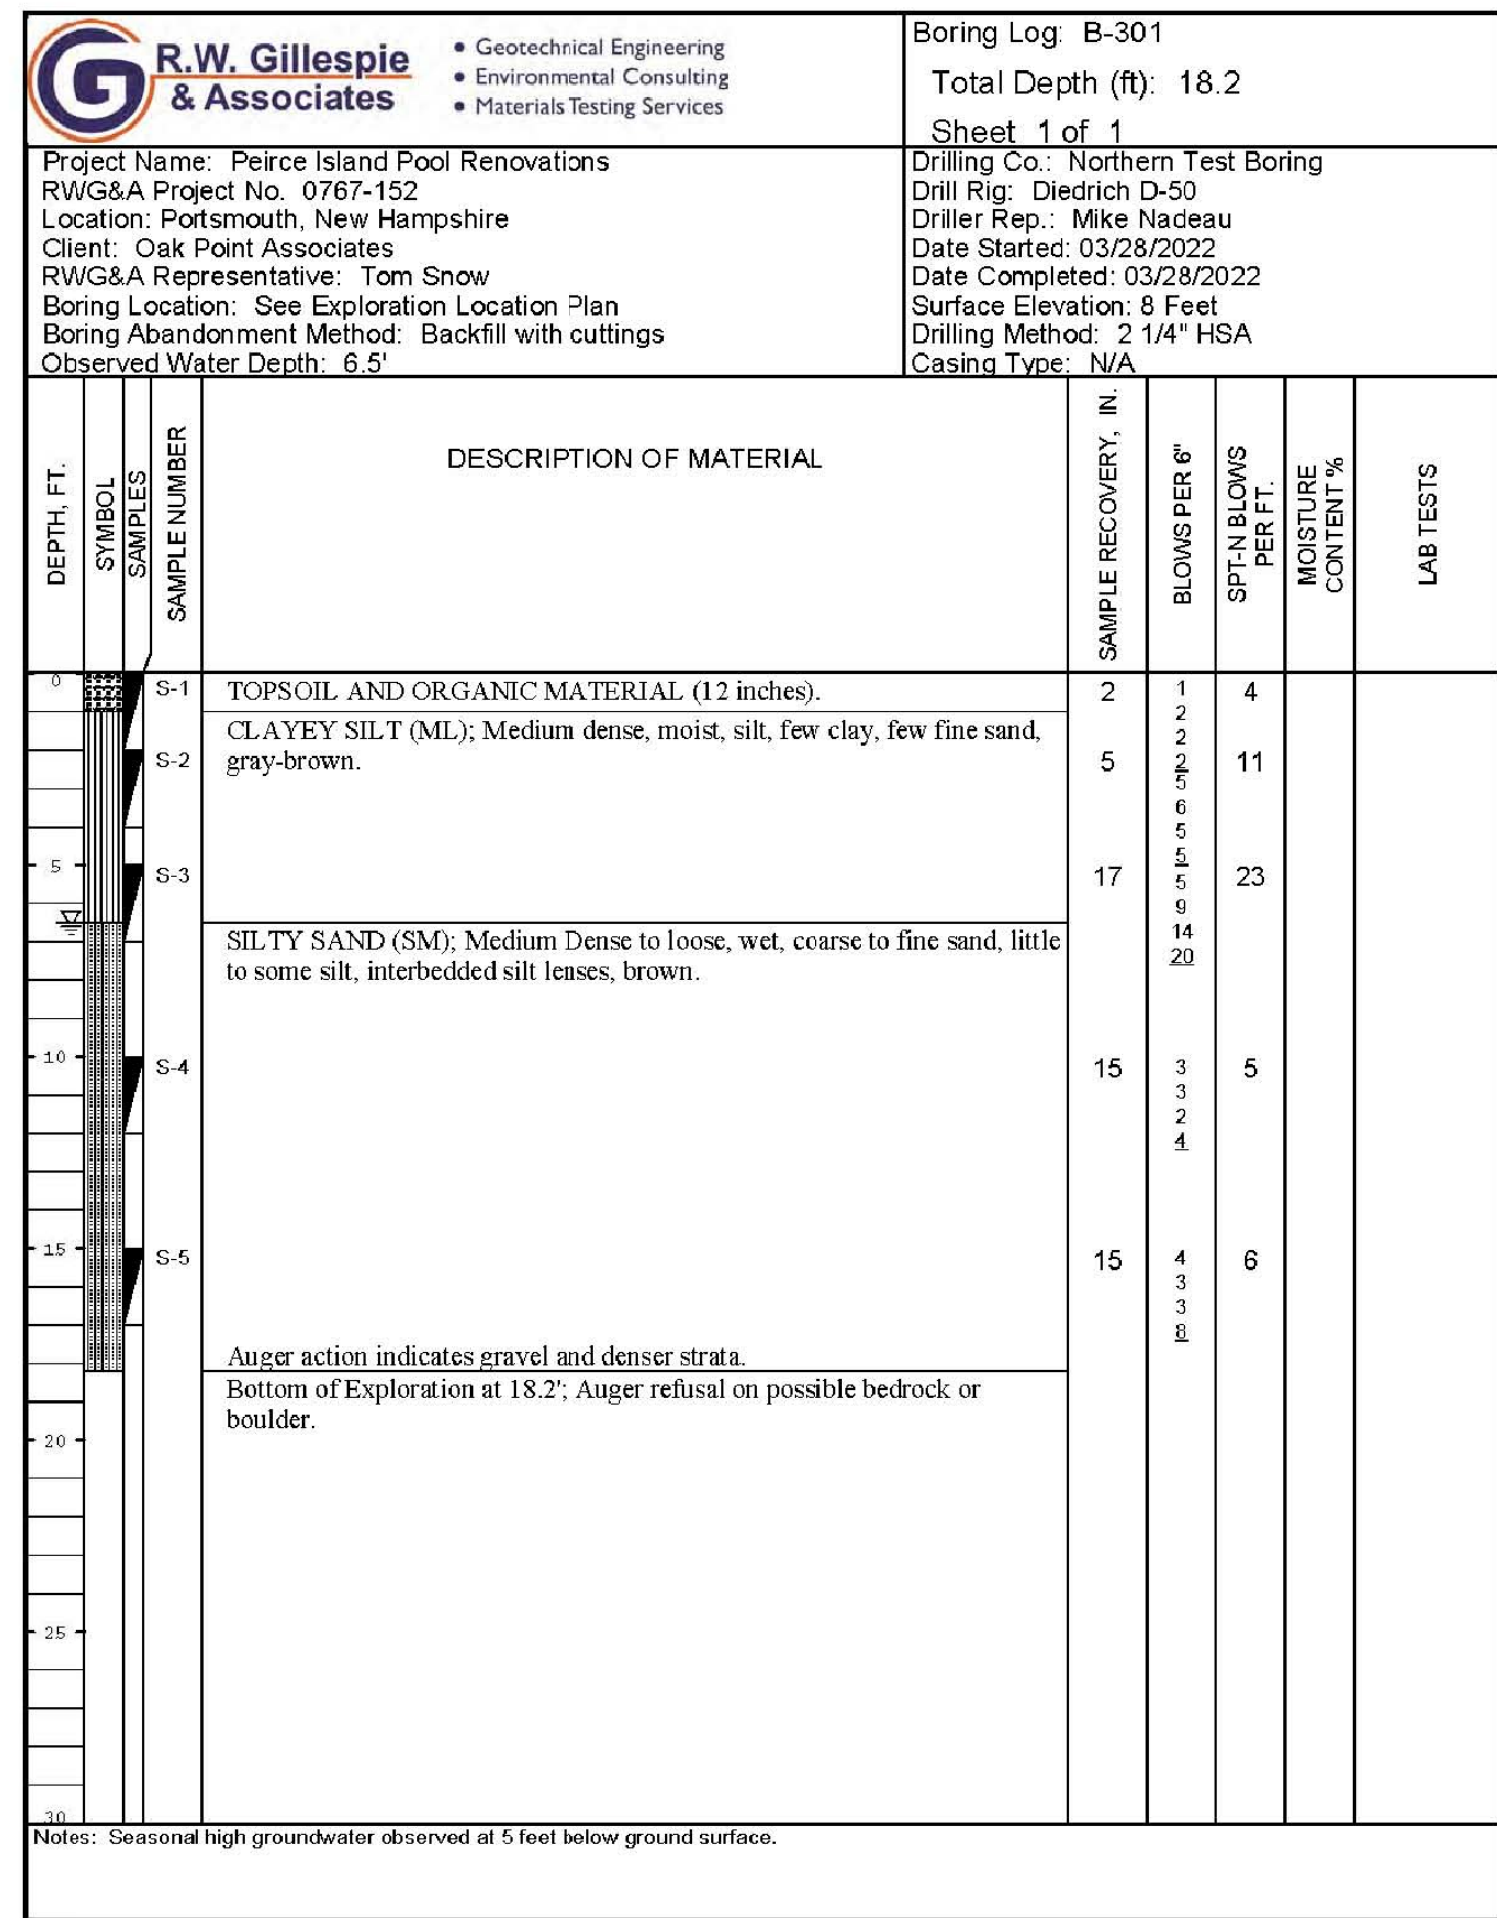 G R.W. Gillespie
& Associates
• Geotechnical Engineering
• Environmental Consulting
• Materials Testing Services
Boring Log: B-301
Total Depth (ft): 18.2
Sheet 1 of 1
Project Name: Peirce Island Pool Renovations
RWG&A Project No. 0767-152
Location: Portsmouth, New Hampshire
Client: Oak Point Associates
RWG&A Representative: Tom Snow
Boring Location: See Exploration Location Plan
Boring Abandonment Method: Backfill with cuttings
Observed Water Depth: 6.5'
Drilling Co.: Northern Test Boring
Drill Rig: Diedrich D-50
Driller Rep.: Mike Nadeau
Date Started: 03/28/2022
Date Completed: 03/28/2022
Surface Elevation: 8 Feet
Drilling Method: 2 1/4" HSA
Casing Type: N/A
DEPTH, FT.
SYMBOL
SAMPLES
SAMPLE NUMBER
DESCRIPTION OF MATERIAL
SAMPLE RECOVERY, IN.
BLOWS PER 6"
SPT-N BLOWS
PER FT.
MOISTURE
CONTENT %
LAB TESTS
0 S-1 TOPSOIL AND ORGANIC MATERIAL (12 inches). 2 1 4
2
CLAYEY SILT (ML); Medium dense, moist, silt, few clay, few fine sand, 2
S-2 gray-brown. 5 2 11
5
6
5
5
5 S-3 17 5 23
9
SILTY SAND (SM); Medium Dense to loose, wet, coarse to fine sand, little 14
to some silt, interbedded silt lenses, brown. 20
10 S-4 15 3 5
3
2
4
15 S-5 15 4 6
3
3
8
Auger action indicates gravel and denser strata.
Bottom of Exploration at 18.2'; Auger refusal on possible bedrock or
boulder.
20
25
30
Notes: Seasonal high groundwater observed at 5 feet below ground surface.